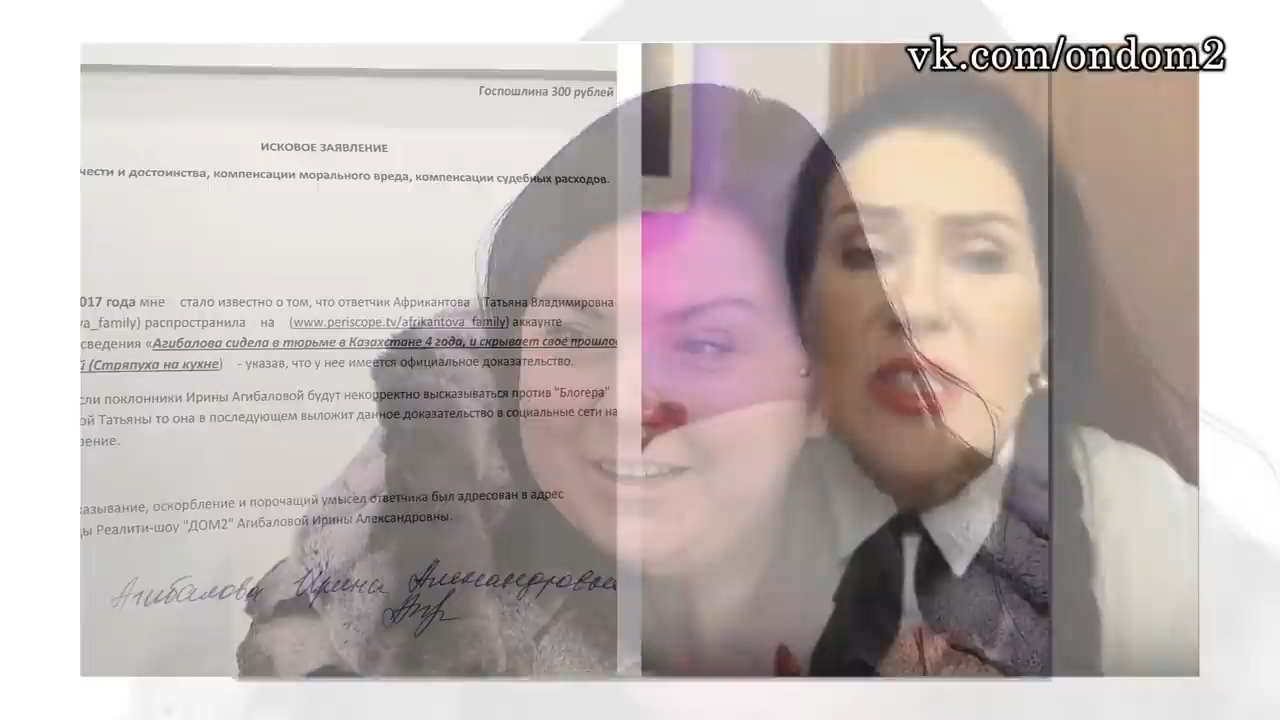 vk.com/ondom2
Госпошлина 300 рублей
ИСКОВОЕ ЗАЯВЛЕНИЕ
чести и достоинства, компенсации морального вреда, компенсации судебных расходов.
017 года мне стало известно о том, что ответчик Африкантова Татьяна Владимировна
va_family) распространила на (www.periscope.tv/afrikantova_family) аккаунте
сведения «Агибалова сидела в тюрьме в Казахстане 4 года, и скрывает своё прошло
й (Стряпуха на кухне) - указав, что у нее имеется официальное доказательство.
сли поклонники Ирины Агибаловой будут некорректно высказываться против "Блогера"
ой Татьяны то она в последующем выложит данное доказательство в социальные сети на
рение.
казывание, оскорбление и порочащий умысел ответчика был адресован в адрес
цы Реалити-шоу "ДОМ2" Агибаловой Ирины Александровны.
Агибалова Ирина Александровн